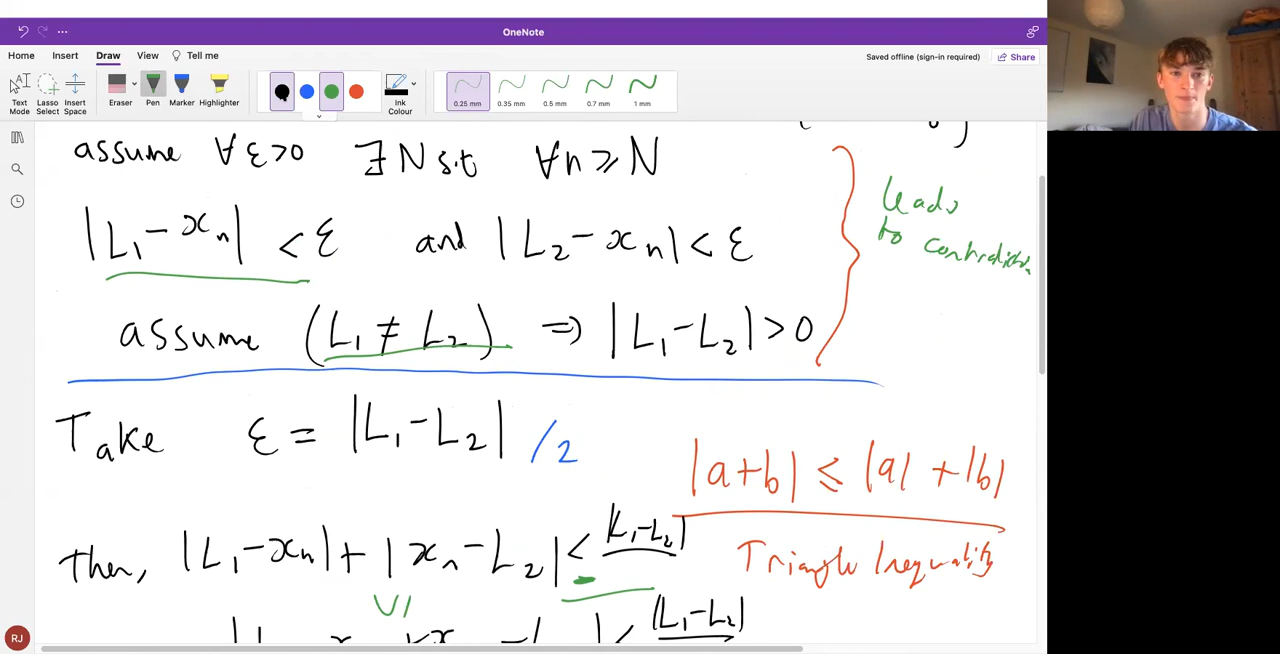 OneNote
Home Insert Draw View Tell me
Saved offline (sign-in required) Share
Text Mode Lasso Select Insert Space Eraser Pen Marker Highlighter Ink Colour 0.25 mm 0.35 mm 0.5 mm 0.7 mm 1 mm
assume ∀ε>0 ∃N s.t ∀n≥N
|L₁-xₙ| <ε and |L₂-xₙ|<ε
leads
to
assume (L₁≠L₂) ⇒ |L₁-L₂|>0
Take ε = |L₁-L₂| /2
|a+b| ≤ |a| + |b|
Then, |L₁-xₙ| + |xₙ-L₂| < |L₁-L₂|
Triangle Inequality
V/
|L₁-L₂|
RJ